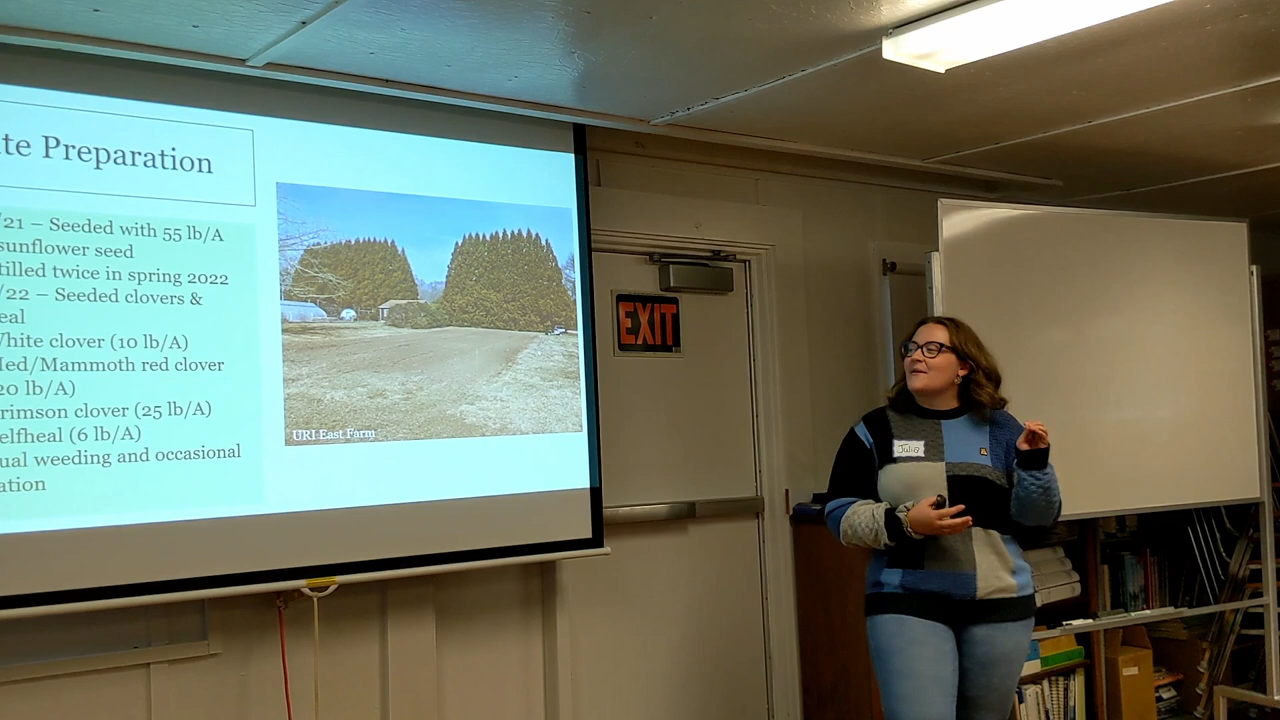 te Preparation
/21 – Seeded with 55 lb/A
sunflower seed
tilled twice in spring 2022
/22 – Seeded clovers &
eal
White clover (10 lb/A)
Med/Mammoth red clover
20 lb/A)
rimson clover (25 lb/A)
elfheal (6 lb/A)
ual weeding and occasional
ation
URI East Farm
EXIT
Julia